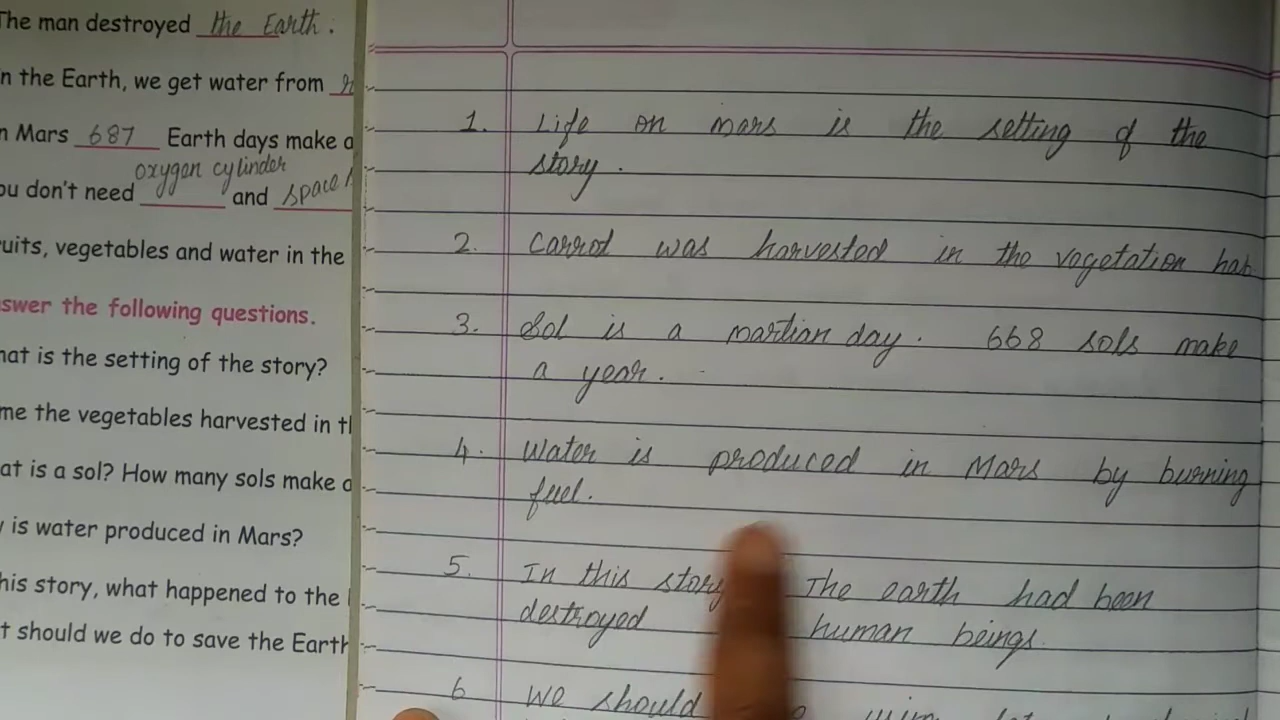 The man destroyed the Earth.
n the Earth, we get water from
n Mars 687 Earth days make a
oxygen cylinder
ou don't need and space
uits, vegetables and water in the
swer the following questions.
hat is the setting of the story?
me the vegetables harvested in th
at is a sol? How many sols make a
is water produced in Mars?
his story, what happened to the
t should we do to save the Earth
1. Life on mars is the setting of the
story.
2. Carrot was harvested in the vegetation hab
3. Sol is a martian day. 668 sols make
a year.
4. Water is produced in Mars by burning
fuel.
5. In this story The earth had been
destroyed human beings.
6 We should